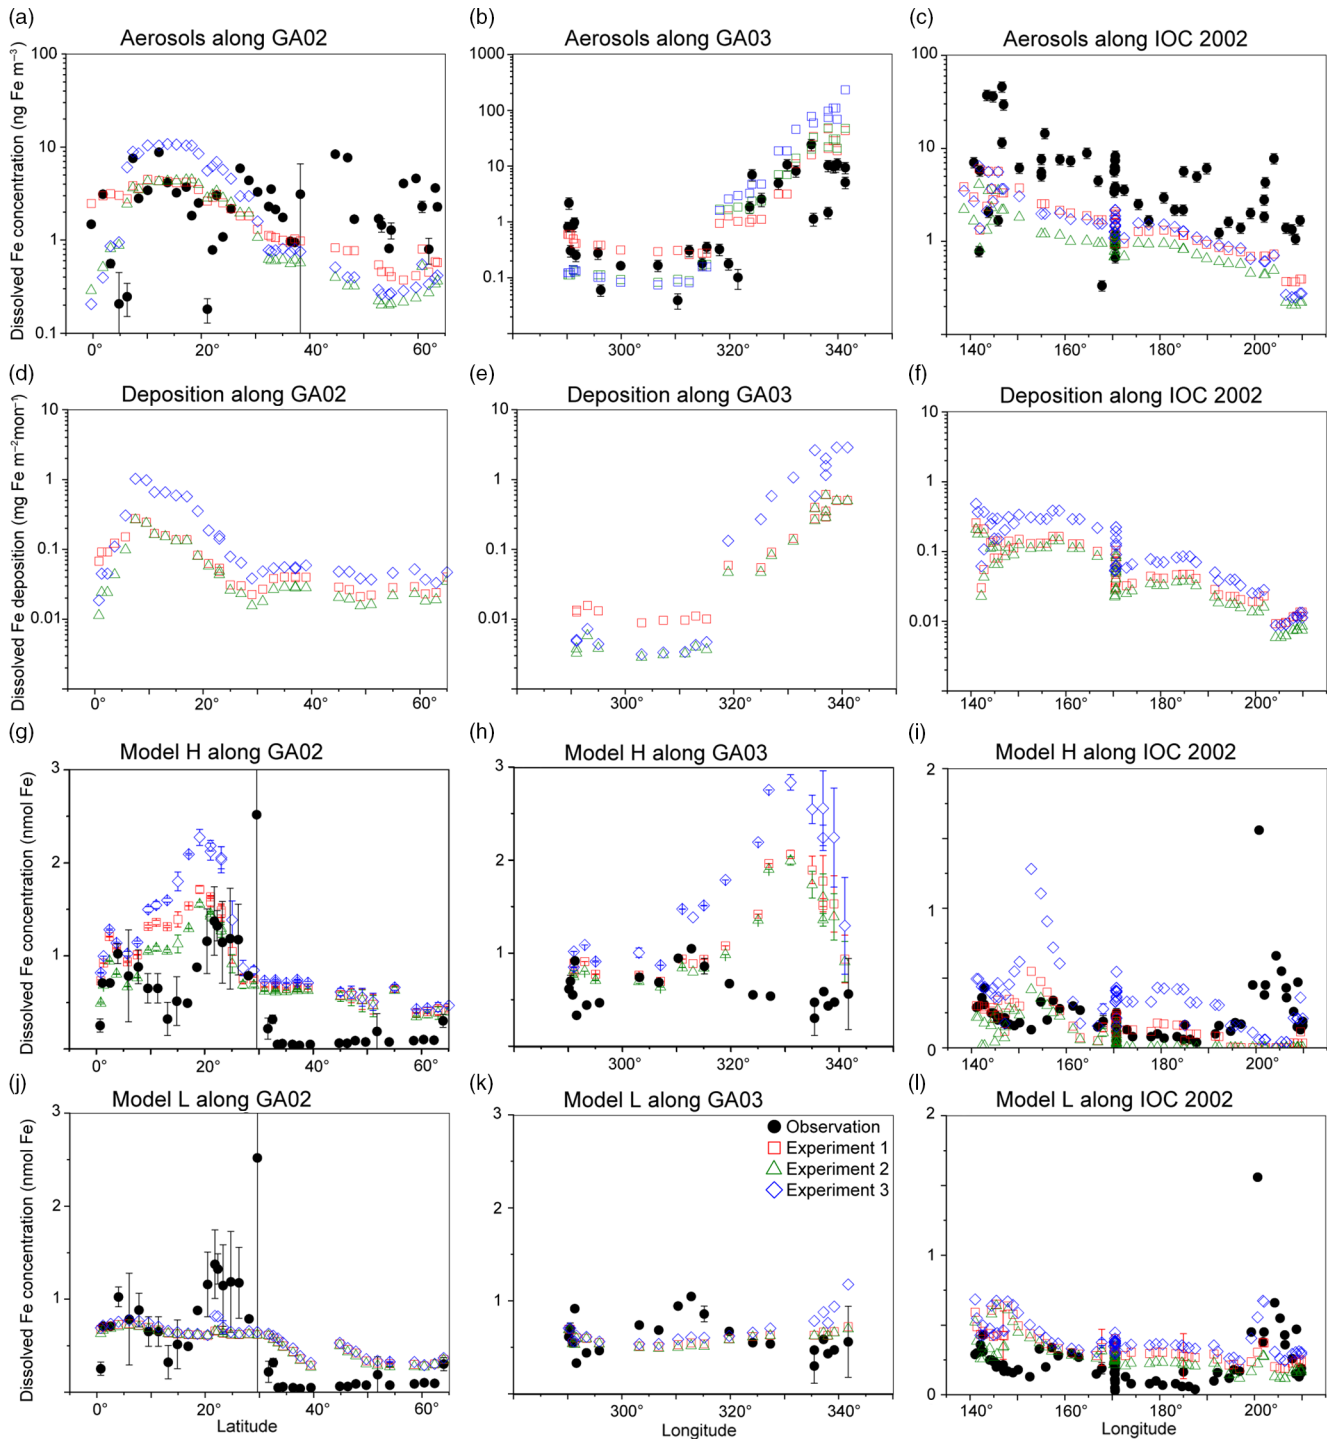 (a) (b) (c)
Aerosols along GA02 Aerosols along GA03 Aerosols along IOC 2002
Dissolved Fe concentration (ng Fe m⁻³)
100 10 1 0.1
0° 20° 40° 60°
1000 100 10 1 0.1
300° 320° 340°
100 10 1
140° 160° 180° 200°
(d) (e) (f)
Deposition along GA02 Deposition along GA03 Deposition along IOC 2002
Dissolved Fe deposition (mg Fe m⁻²mon⁻)
10 1 0.1 0.01
0° 20° 40° 60°
10 1 0.1 0.01
300° 320° 340°
10 1 0.1 0.01
140° 160° 180° 200°
(g) (h) (i)
Model H along GA02 Model H along GA03 Model H along IOC 2002
Dissolved Fe concentration (nmol Fe)
3 2 1 0
0° 20° 40° 60°
3 2 1 0
300° 320° 340°
2 1 0
140° 160° 180° 200°
(j) (k) (l)
Model L along GA02 Model L along GA03 Model L along IOC 2002
Dissolved Fe concentration (nmol Fe)
3 2 1 0
0° 20° 40° 60°
Latitude
3 2 1 0
Observation
Experiment 1
Experiment 2
Experiment 3
300° 320° 340°
Longitude
2 1 0
140° 160° 180° 200°
Longitude